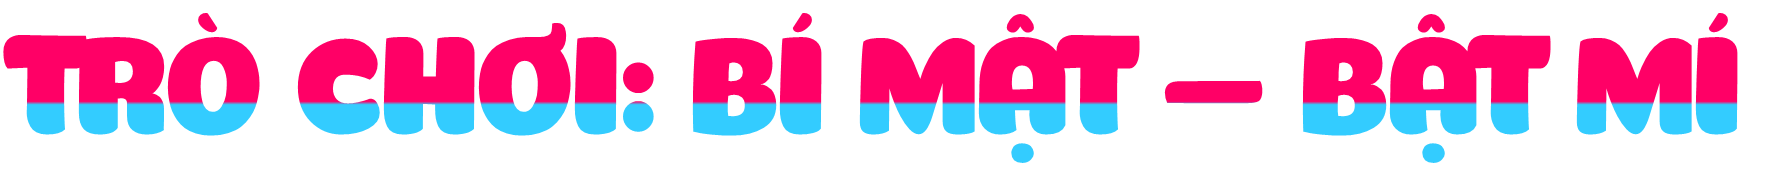 TRÒ CHƠI: BÍ MẬT – BẬT MÍ